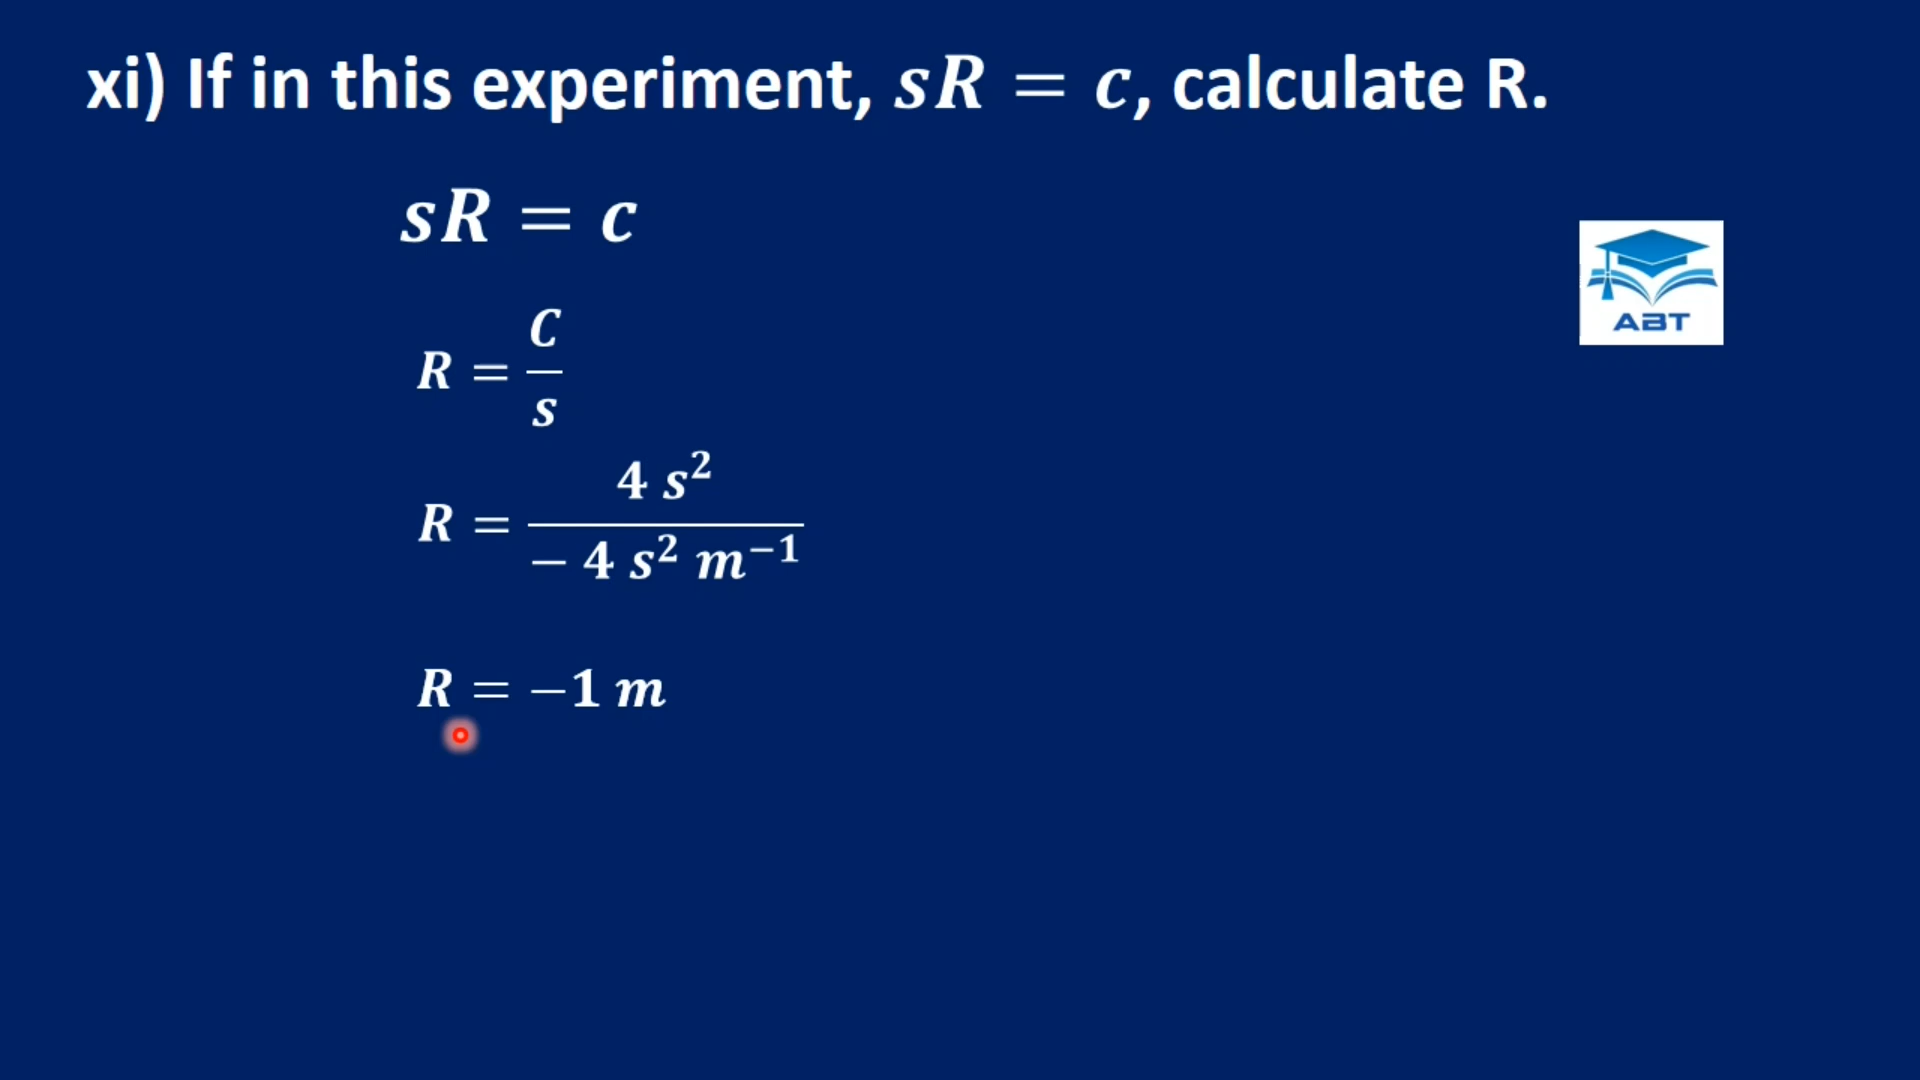 xi) If in this experiment, sR = c, calculate R.
sR = c
ABT
R = C/s
R = 4 s²/− 4 s² m⁻¹
R = −1 m